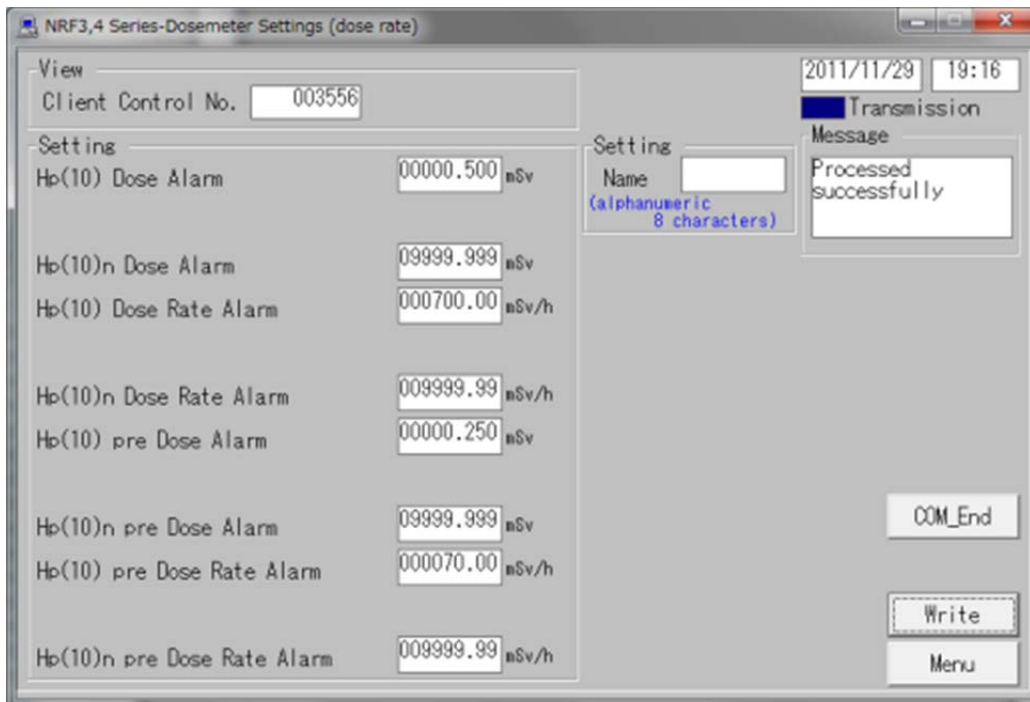 NRF3,4 Series-Dosemeter Settings (dose rate)
View
Client Control No. 003556
2011/11/29 19:16
Transmission
Message
Processed
successfully
Setting
Name
(alphanumeric
8 characters)
Setting
Hp(10) Dose Alarm 00000.500 mSv
Hp(10)n Dose Alarm 09999.999 mSv
Hp(10) Dose Rate Alarm 000700.00 mSv/h
Hp(10)n Dose Rate Alarm 009999.99 mSv/h
Hp(10) pre Dose Alarm 00000.250 mSv
Hp(10)n pre Dose Alarm 09999.999 mSv
Hp(10) pre Dose Rate Alarm 000070.00 mSv/h
Hp(10)n pre Dose Rate Alarm 009999.99 mSv/h
COM_End
Write
Menu